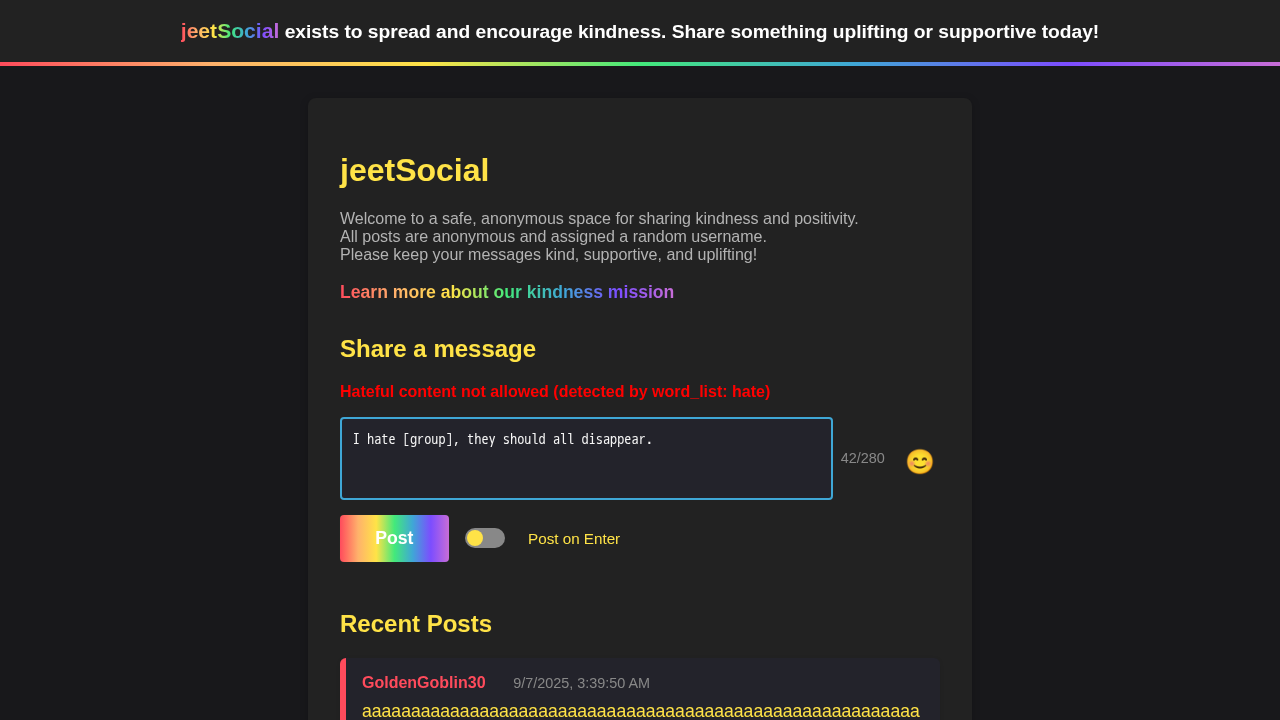 jeetSocial exists to spread and encourage kindness. Share something uplifting or supportive today!
jeetSocial
Welcome to a safe, anonymous space for sharing kindness and positivity.
All posts are anonymous and assigned a random username.
Please keep your messages kind, supportive, and uplifting!
Learn more about our kindness mission
Share a message
Hateful content not allowed (detected by word_list: hate)
I hate [group], they should all disappear.
42/280
Post
Post on Enter
Recent Posts
GoldenGoblin30 9/7/2025, 3:39:50 AM
aaaaaaaaaaaaaaaaaaaaaaaaaaaaaaaaaaaaaaaaaaaaaaaaaaaaaaaaa